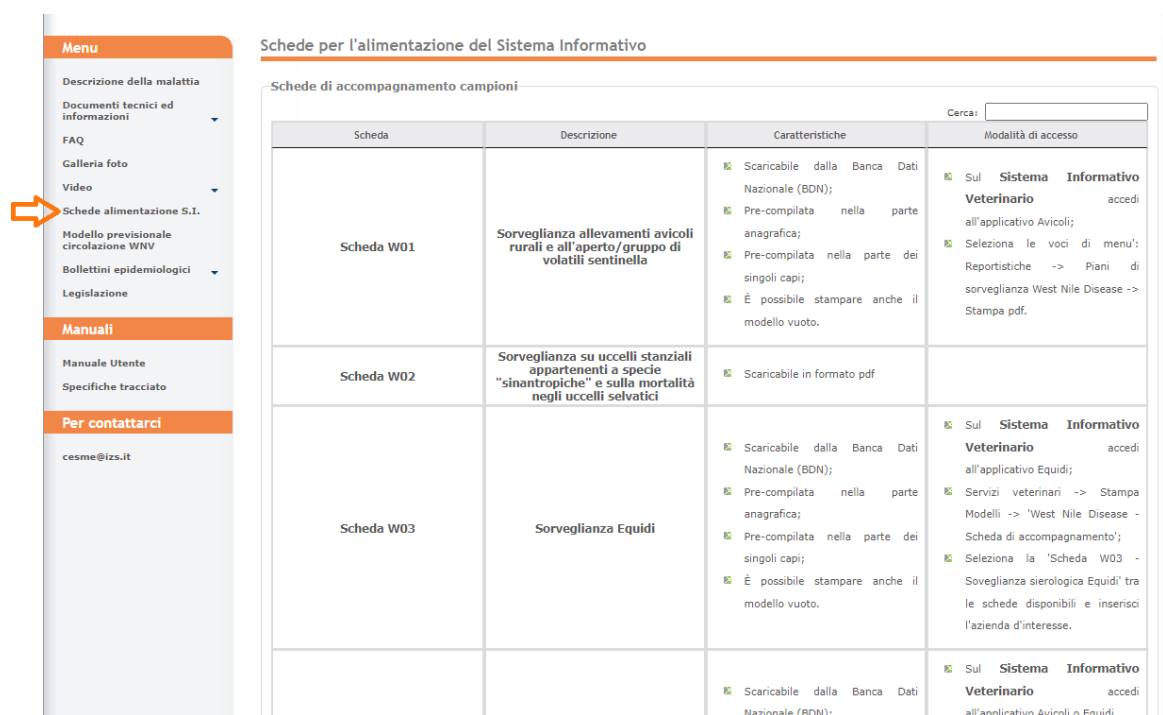 Menu
Descrizione della malattia
Documenti tecnici ed
informazioni
FAQ
Galleria foto
Video
Schede alimentazione S.I.
Modello previsionale
circolazione WNV
Bollettini epidemiologici
Legislazione
Manuali
Manuale Utente
Specifiche tracciato
Per contattarci
cesme@izs.it
Schede per l'alimentazione del Sistema Informativo
Schede di accompagnamento campioni
Cerca:
Scheda
Descrizione
Caratteristiche
Modalità di accesso
Scheda W01
Sorveglianza allevamenti avicoli
rurali e all'aperto/gruppo di
volatili sentinella
Scaricabile dalla Banca Dati
Nazionale (BDN);
Pre-compilata nella parte
anagrafica;
Pre-compilata nella parte dei
singoli capi;
È possibile stampare anche il
modello vuoto.
Sul Sistema Informativo
Veterinario accedi
all'applicativo Avicoli;
Seleziona le voci di menu':
Reportistiche -> Piani di
sorveglianza West Nile Disease ->
Stampa pdf.
Scheda W02
Sorveglianza su uccelli stanziali
appartenenti a specie
"sinantropiche" e sulla mortalità
negli uccelli selvatici
Scaricabile in formato pdf
Scheda W03
Sorveglianza Equidi
Scaricabile dalla Banca Dati
Nazionale (BDN);
Pre-compilata nella parte
anagrafica;
Pre-compilata nella parte dei
singoli capi;
È possibile stampare anche il
modello vuoto.
Sul Sistema Informativo
Veterinario accedi
all'applicativo Equidi;
Servizi veterinari -> Stampa
Modelli -> 'West Nile Disease -
Scheda di accompagnamento';
Seleziona la 'Scheda W03 -
Soveglianza sierologica Equidi' tra
le schede disponibili e inserisci
l'azienda d'interesse.
Scaricabile dalla Banca Dati
Nazionale (BDN);
Sul Sistema Informativo
Veterinario accedi
all'applicativo Avicoli o Equidi